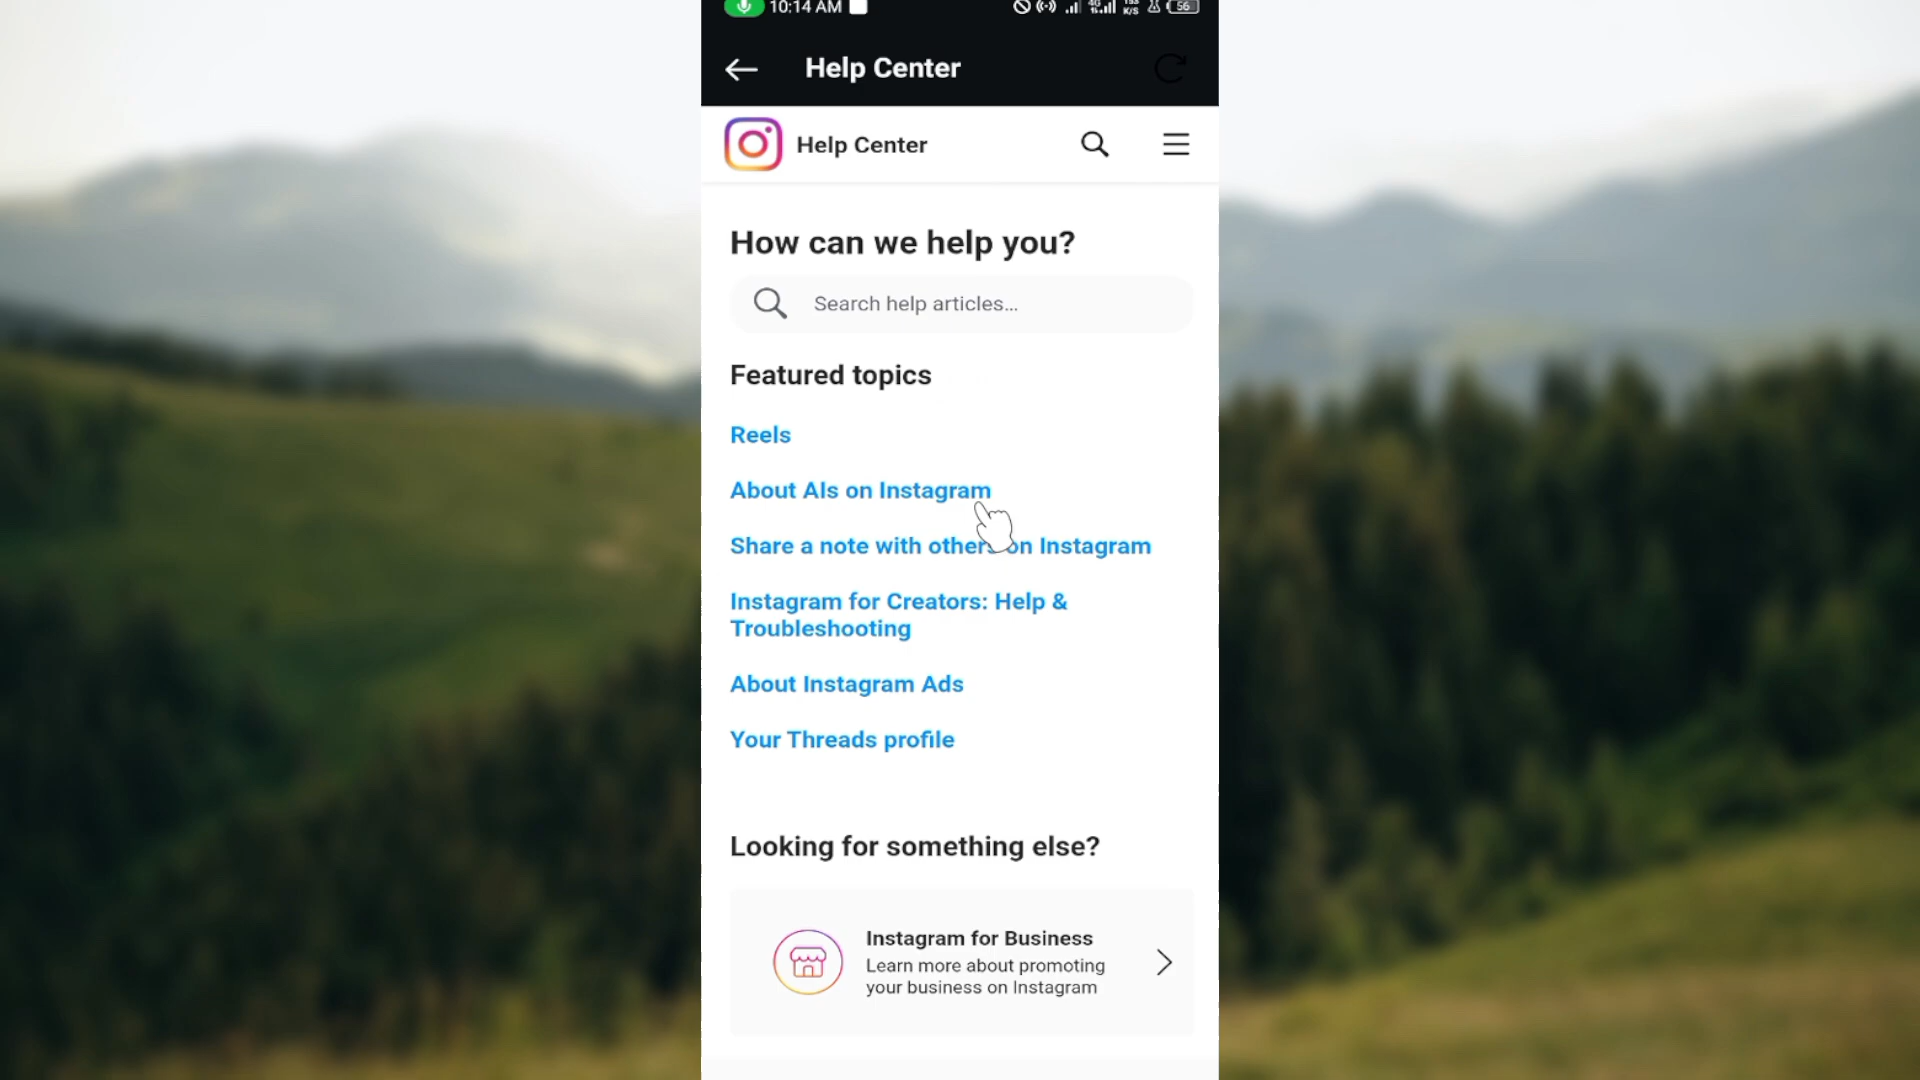 10:14 AM
4G
K/S
56
Help Center
Help Center
How can we help you?
Search help articles...
Featured topics
Reels
About AIs on Instagram
Share a note with others on Instagram
Instagram for Creators: Help &
Troubleshooting
About Instagram Ads
Your Threads profile
Looking for something else?
Instagram for Business
Learn more about promoting
your business on Instagram